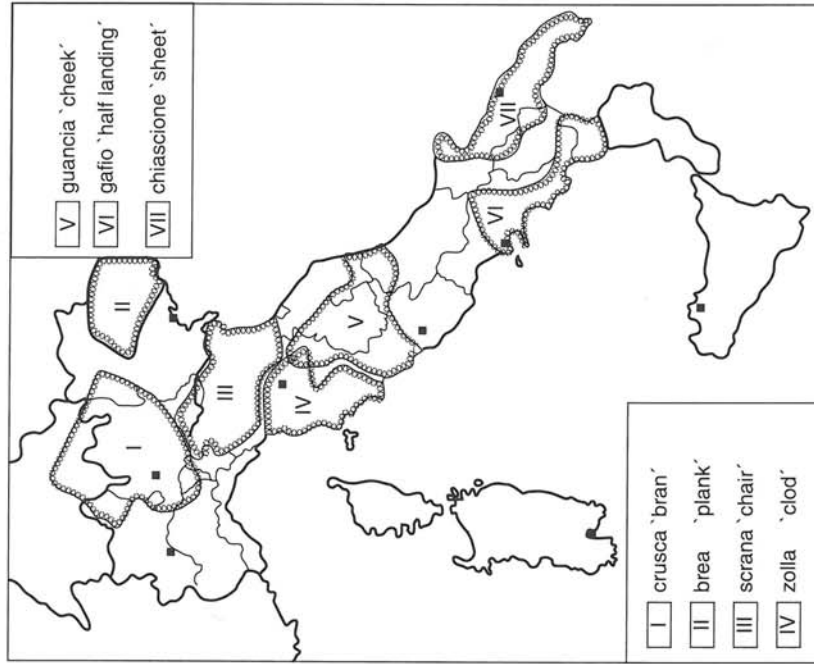 V guancia `cheek´
VI gafio `half landing´
VII chiascione `sheet´
II
I
III
V
IV
VI
VII
I crusca `bran´
II brea `plank´
III scrana `chair´
IV zolla `clod´